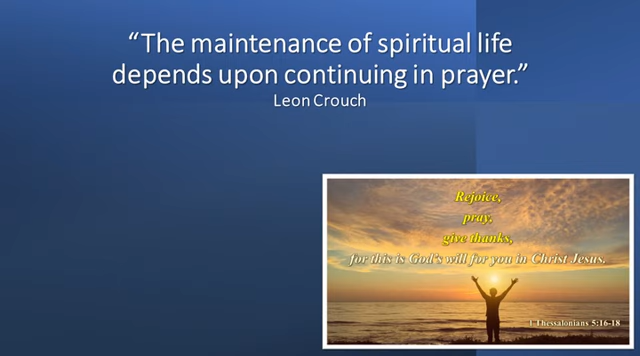 “The maintenance of spiritual life
depends upon continuing in prayer.”
Leon Crouch
Rejoice,
pray,
give thanks,
for this is God's will for you in Christ Jesus.
1 Thessalonians 5:16-18